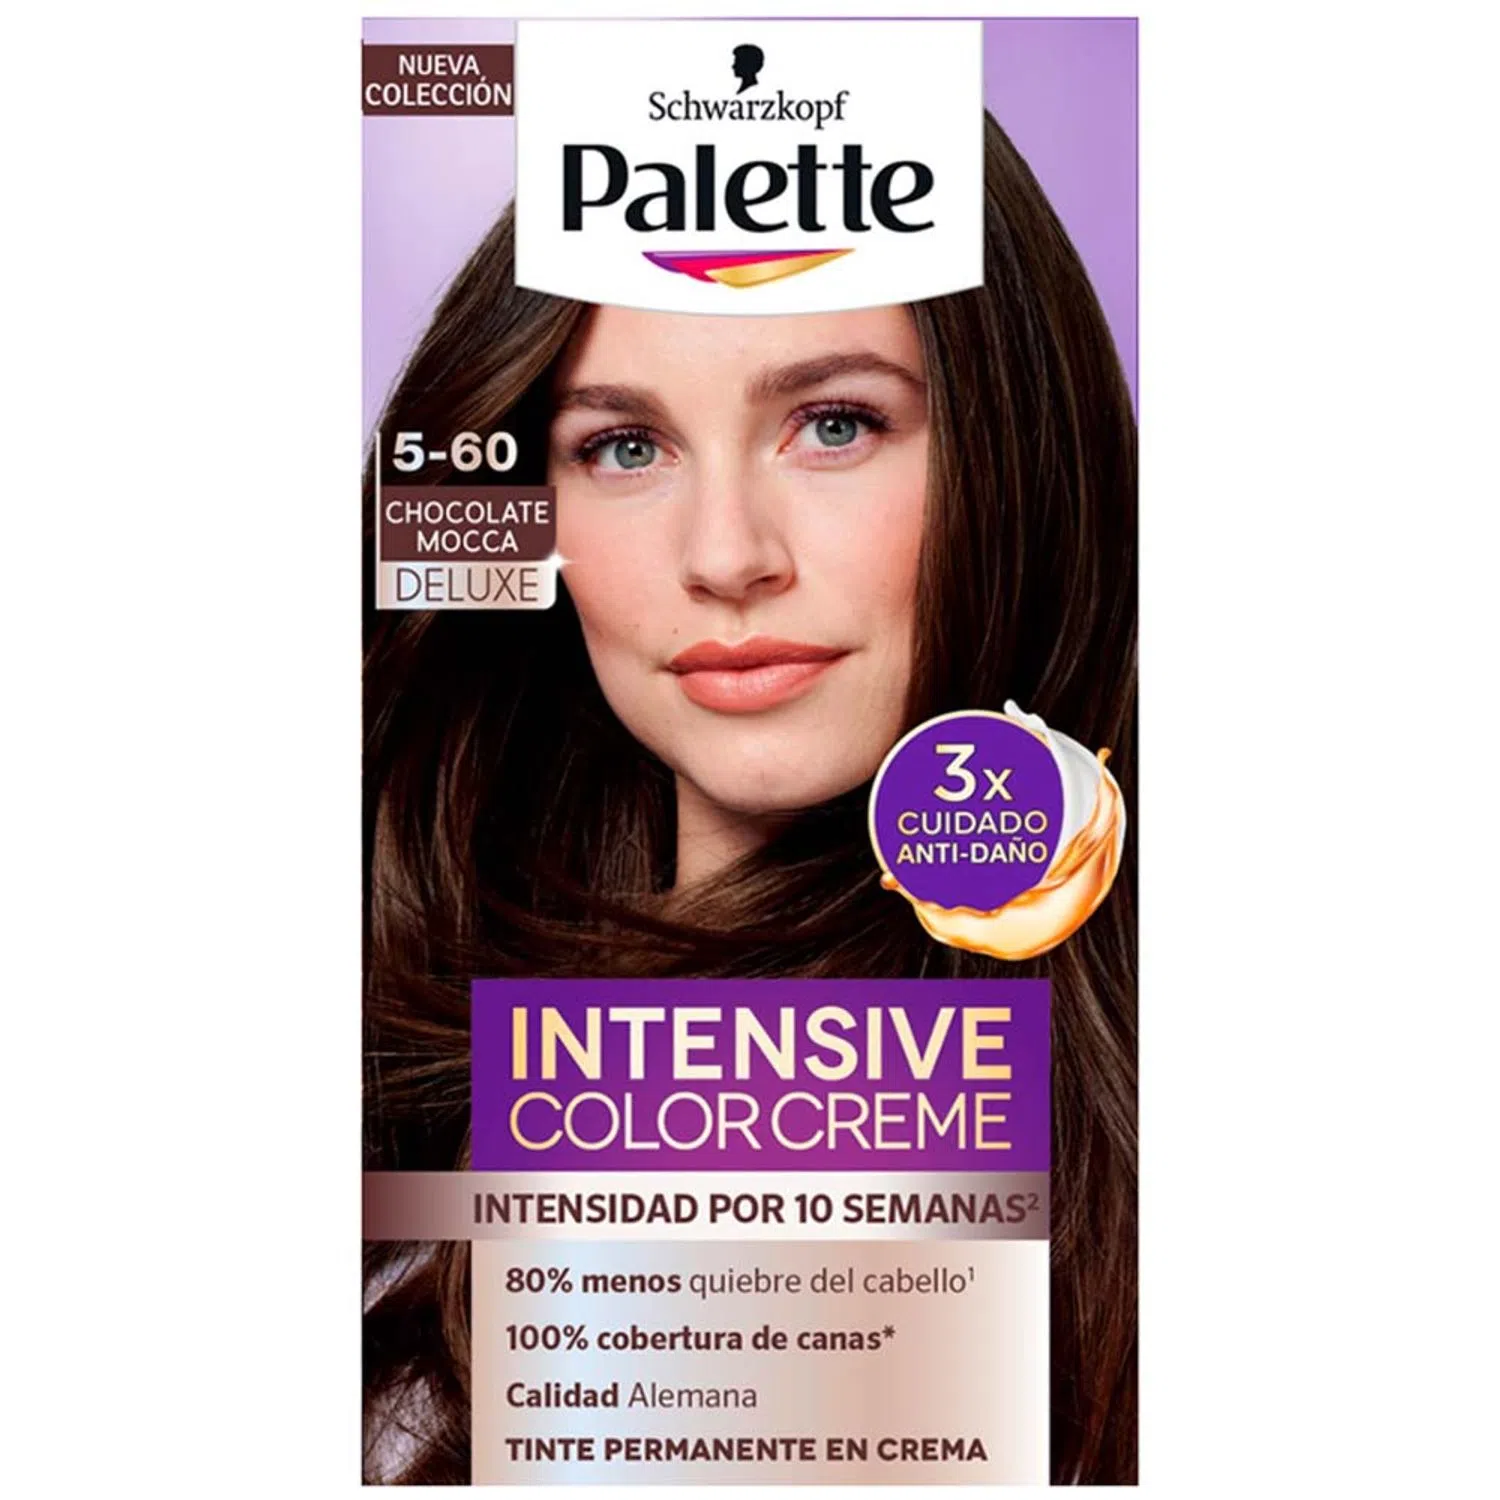 NUEVA
COLECCIÓN
Schwarzkopf
Palette
5-60
CHOCOLATE
MOCCA
DELUXE
3x
CUIDADO
ANTI-DAÑO
INTENSIVE
COLOR CREME
INTENSIDAD POR 10 SEMANAS²
80% menos quiebre del cabello¹
100% cobertura de canas*
Calidad Alemana
TINTE PERMANENTE EN CREMA